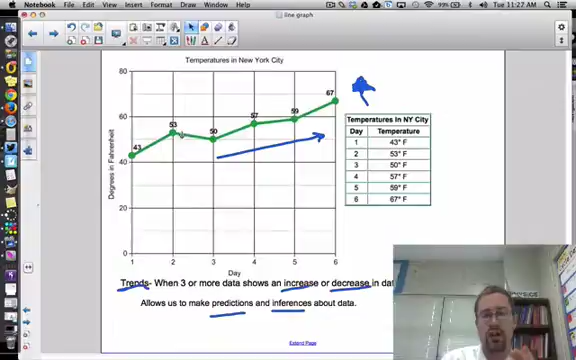 Notebook File Edit View Insert Format Tools Window Help
99% Tue 11:27 AM
line graph
Temperatures in New York City
80
60
40
20
0
Degrees in Fahrenheit
43
53
50
57
59
67
1 2 3 4 5 6
Day
Temperatures In NY City
Day Temperature
1 43° F
2 53° F
3 50° F
4 57° F
5 59° F
6 67° F
Trends- When 3 or more data shows an increase or decrease in dat
Allows us to make predictions and inferences about data.
Extend Page